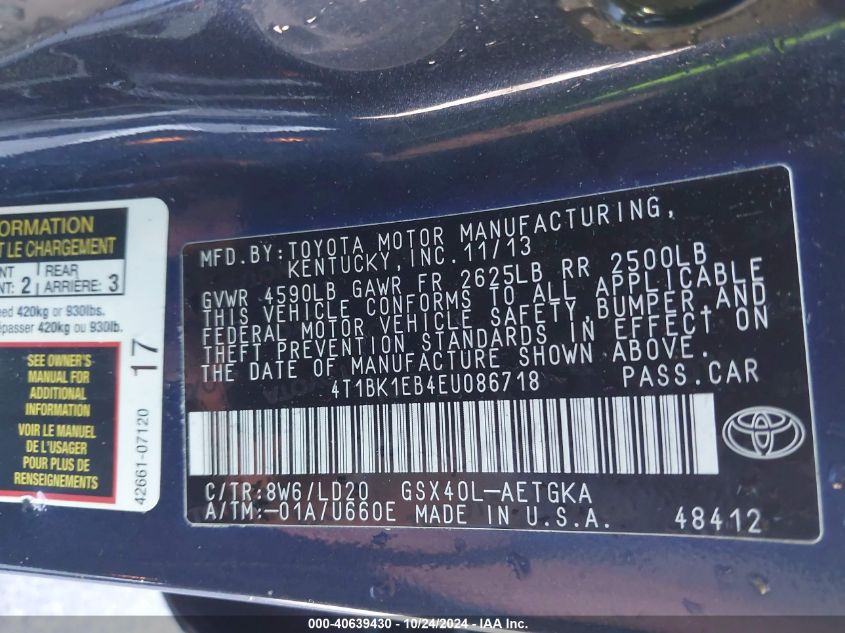 ORMATION
T LE CHARGEMENT
NT REAR
NT: 2 ARRIÈRE: 3
eed 420kg or 930lbs.
épasser 420kg ou 930lb.
SEE OWNER'S
MANUAL FOR
ADDITIONAL
INFORMATION
VOIR LE MANUEL
DE L'USAGER
POUR PLUS DE
RENSEIGNEMENTS
17
42661-07120
MFD.BY:TOYOTA MOTOR MANUFACTURING,
KENTUCKY,INC.11/13
GVWR 4590LB GAWR FR 2625LB RR 2500LB
THIS VEHICLE CONFORMS TO ALL APPLICABLE
FEDERAL MOTOR VEHICLE SAFETY,BUMPER,AND
THEFT PREVENTION STANDARDS IN EFFECT ON
THE DATE OF MANUFACTURE SHOWN ABOVE.
4T1BK1EB4EU086718 PASS.CAR
C/TR:8W6/LD20 GSX40L-AETGKA
A/TM:-01A/U660E MADE IN U.S.A. 48412
000-40639430 - 10/24/2024 - IAA Inc.